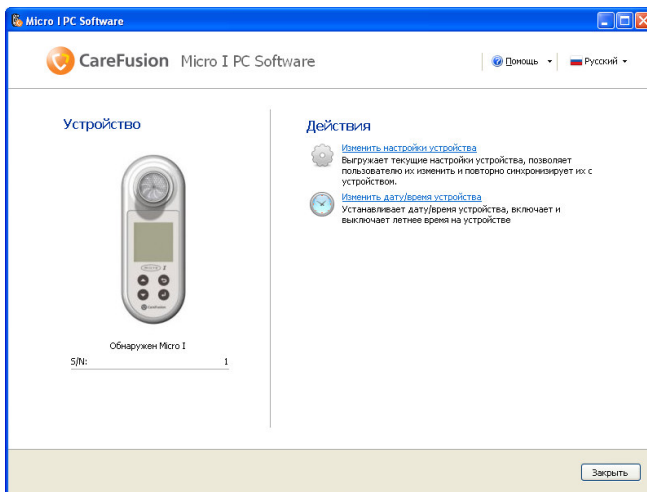 Micro I PC Software
CareFusion Micro I PC Software
Помощь
Русский
Устройство
Обнаружен Micro I
S/N: 1
Действия
Изменить настройки устройства
Выгружает текущие настройки устройства, позволяет
пользователю их изменить и повторно синхронизирует их с
устройством.
Изменить дату/время устройства
Устанавливает дату/время устройства, включает и
выключает летнее время на устройстве
Закрыть